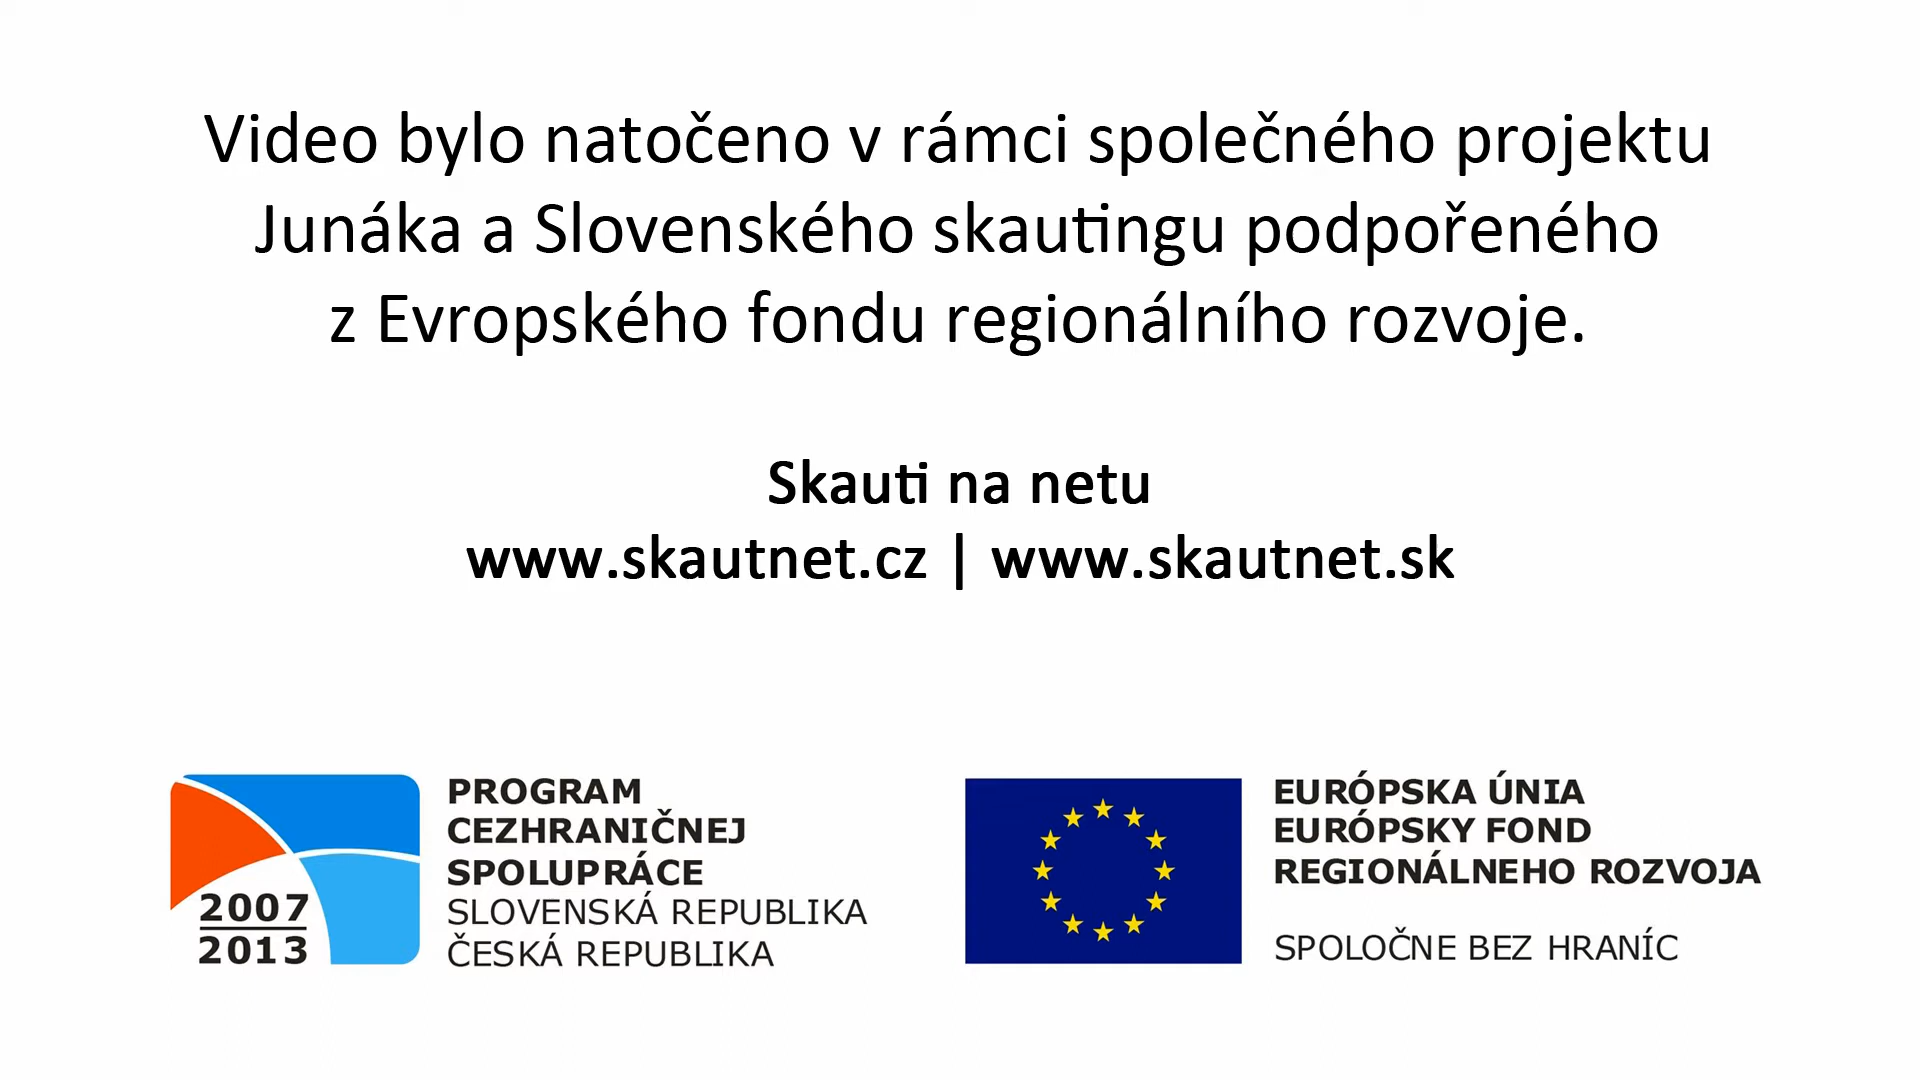 Video bylo natočeno v rámci společného projektu
Junáka a Slovenského skautingu podpořeného
z Evropského fondu regionálního rozvoje.
Skauti na netu
www.skautnet.cz | www.skautnet.sk
2007
2013
PROGRAM
CEZHRANIČNEJ
SPOLUPRÁCE
SLOVENSKÁ REPUBLIKA
ČESKÁ REPUBLIKA
EURÓPSKA ÚNIA
EURÓPSKY FOND
REGIONÁLNEHO ROZVOJA
SPOLOČNE BEZ HRANÍC